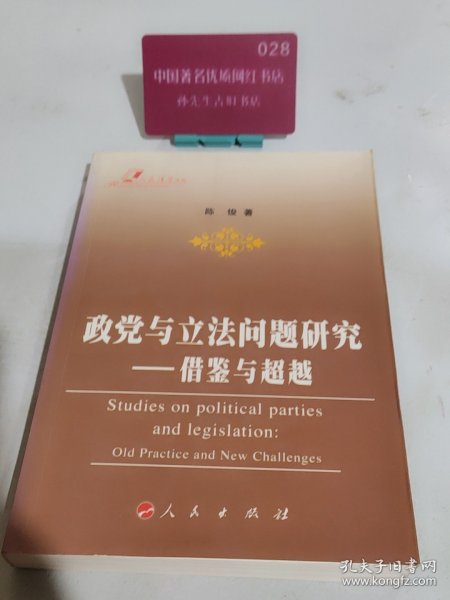 028
中国著名优质网红书店
孙先生古旧书店
陈 俊 著
政党与立法问题研究
——借鉴与超越
Studies on political parties
and legislation:
Old Practice and New Challenges
人民出版社
孔夫子旧书网
www.kongfz.com